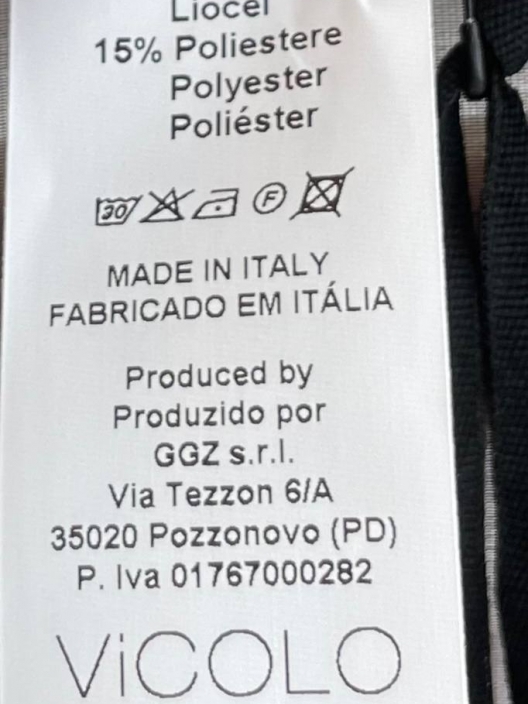 Liocel
15% Poliestere
Polyester
Poliéster
30 F
MADE IN ITALY
FABRICADO EM ITÁLIA
Produced by
Produzido por
GGZ s.r.l.
Via Tezzon 6/A
35020 Pozzonovo (PD)
P. Iva 01767000282
ViCOLO